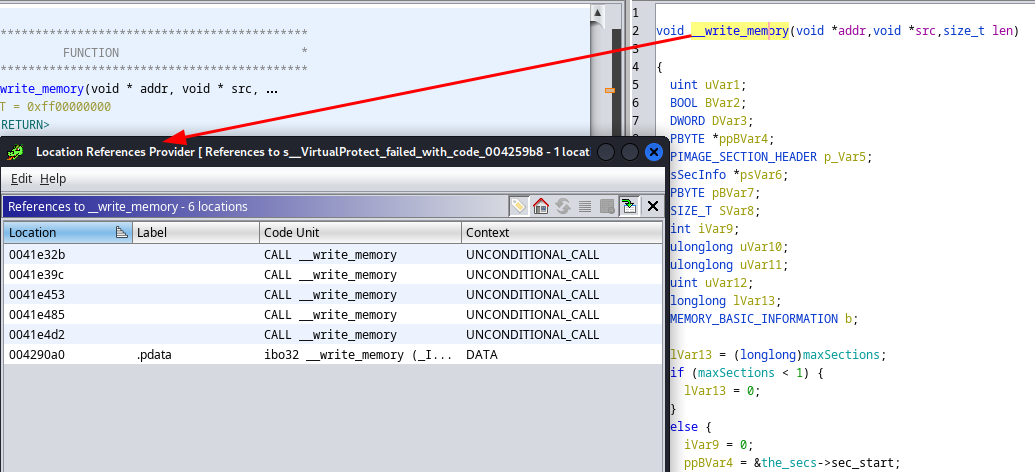 ********************************************
FUNCTION *
********************************************
write_memory(void * addr, void * src, ...
T = 0xff00000000
RETURN>
Location References Provider [ References to s__VirtualProtect_failed_with_code_004259b8 - 1 locat
Edit Help
References to __write_memory - 6 locations
Location Label Code Unit Context
0041e32b CALL __write_memory UNCONDITIONAL_CALL
0041e39c CALL __write_memory UNCONDITIONAL_CALL
0041e453 CALL __write_memory UNCONDITIONAL_CALL
0041e485 CALL __write_memory UNCONDITIONAL_CALL
0041e4d2 CALL __write_memory UNCONDITIONAL_CALL
004290a0 .pdata ibo32 __write_memory (_I... DATA
1
2 void __write_memory(void *addr,void *src,size_t len)
3
4 {
5 uint uVar1;
6 BOOL BVar2;
7 DWORD DVar3;
PBYTE *ppBVar4;
PIMAGE_SECTION_HEADER p_Var5;
sSecInfo *psVar6;
PBYTE pBVar7;
SIZE_T SVar8;
int iVar9;
ulonglong uVar10;
ulonglong uVar11;
uint uVar12;
longlong lVar13;
MEMORY_BASIC_INFORMATION b;
lVar13 = (longlong)maxSections;
if (maxSections < 1) {
lVar13 = 0;
}
else {
iVar9 = 0;
ppBVar4 = &the_secs->sec_start;